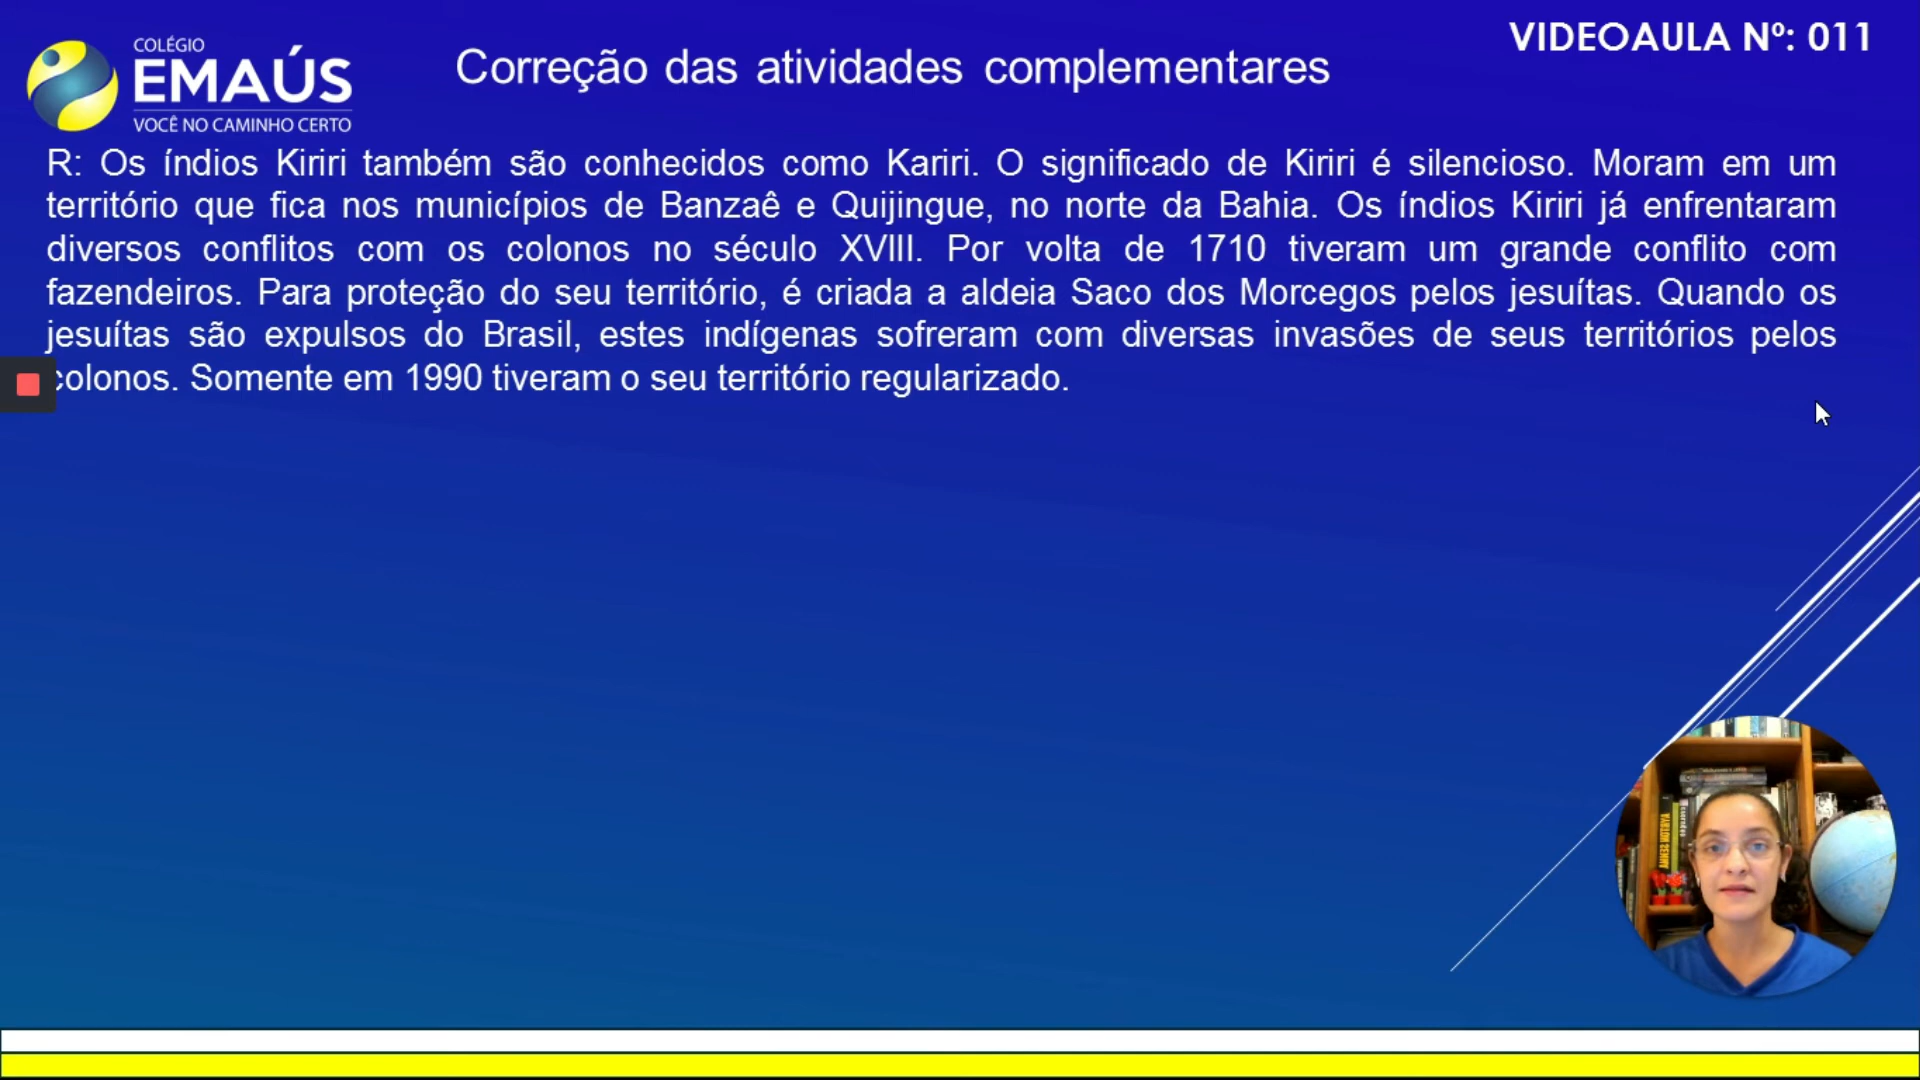 COLÉGIO
EMAÚS
VOCÊ NO CAMINHO CERTO
Correção das atividades complementares
VIDEOAULA Nº: 011
R: Os índios Kiriri também são conhecidos como Kariri. O significado de Kiriri é silencioso. Moram em um
território que fica nos municípios de Banzaê e Quijingue, no norte da Bahia. Os índios Kiriri já enfrentaram
diversos conflitos com os colonos no século XVIII. Por volta de 1710 tiveram um grande conflito com
fazendeiros. Para proteção do seu território, é criada a aldeia Saco dos Morcegos pelos jesuítas. Quando os
jesuítas são expulsos do Brasil, estes indígenas sofreram com diversas invasões de seus territórios pelos
colonos. Somente em 1990 tiveram o seu território regularizado.